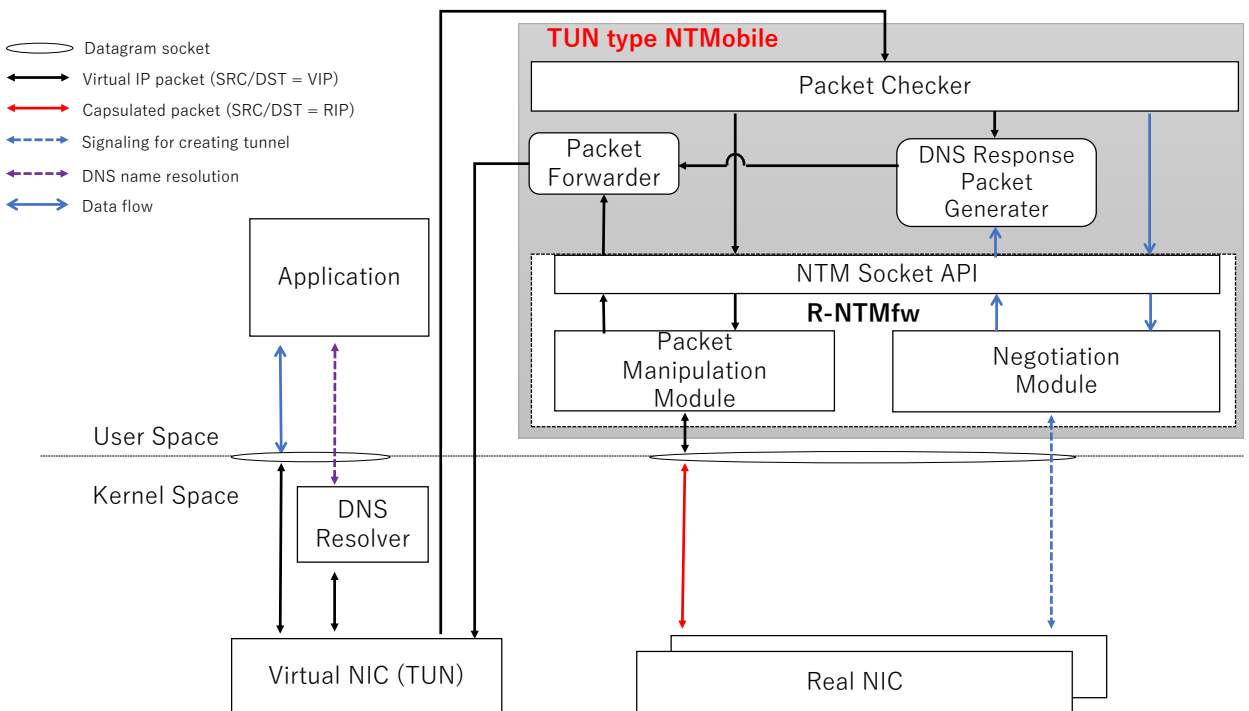 Datagram socket
Virtual IP packet (SRC/DST = VIP)
Capsulated packet (SRC/DST = RIP)
Signaling for creating tunnel
DNS name resolution
Data flow
TUN type NTMobile
Packet Checker
Packet
Forwarder
DNS Response
Packet
Generater
Application
NTM Socket API
R-NTMfw
Packet
Manipulation
Module
Negotiation
Module
User Space
Kernel Space
DNS
Resolver
Virtual NIC (TUN)
Real NIC